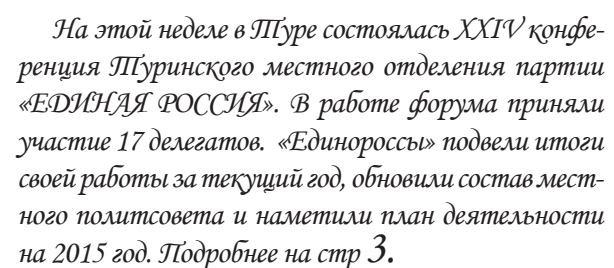 На этой неделе в Туре состоялась XXIV конфе-
ренция Туринского местного отделения партии
«ЕДИНАЯ РОССИЯ». В работе форума приняли
участие 17 делегатов. «Единороссы» подвели итоги
своей работы за текущий год, обновили состав мест-
ного политсовета и наметили план деятельности
на 2015 год. Подробнее на стр 3.